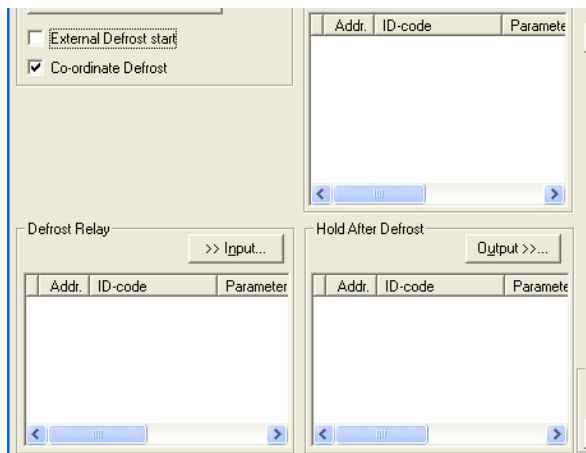 Addr. ID-code Paramete
External Defrost start
Co-ordinate Defrost
Defrost Relay
>> Input...
Hold After Defrost
Output >>...
Addr. ID-code Parameter
Addr. ID-code Paramete